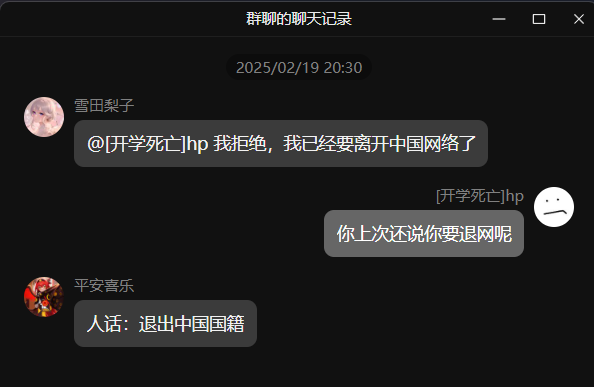 群聊的聊天记录
2025/02/19 20:30
雪田梨子
@[开学死亡]hp 我拒绝，我已经要离开中国网络了
[开学死亡]hp
你上次还说你要退网呢
平安喜乐
人话：退出中国国籍